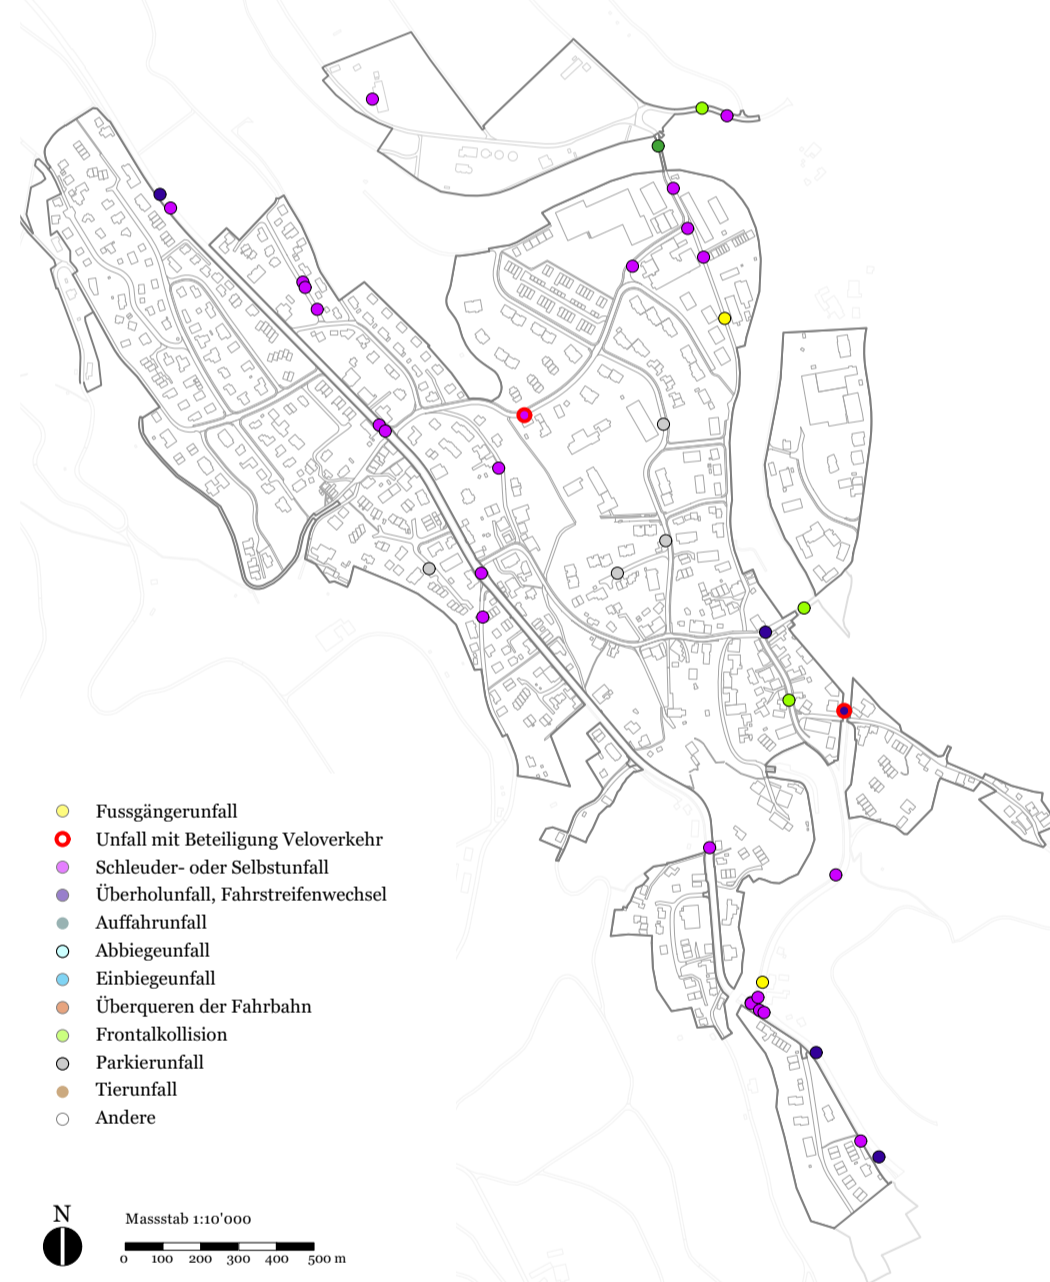 Fussgängerunfall
Unfall mit Beteiligung Veloverkehr
Schleuder- oder Selbstunfall
Überholunfall, Fahrstreifenwechsel
Auffahrunfall
Abbiegeunfall
Einbiegeunfall
Überqueren der Fahrbahn
Frontalkollision
Parkierunfall
Tierunfall
Andere
N
Massstab 1:10'000
0 100 200 300 400 500 m